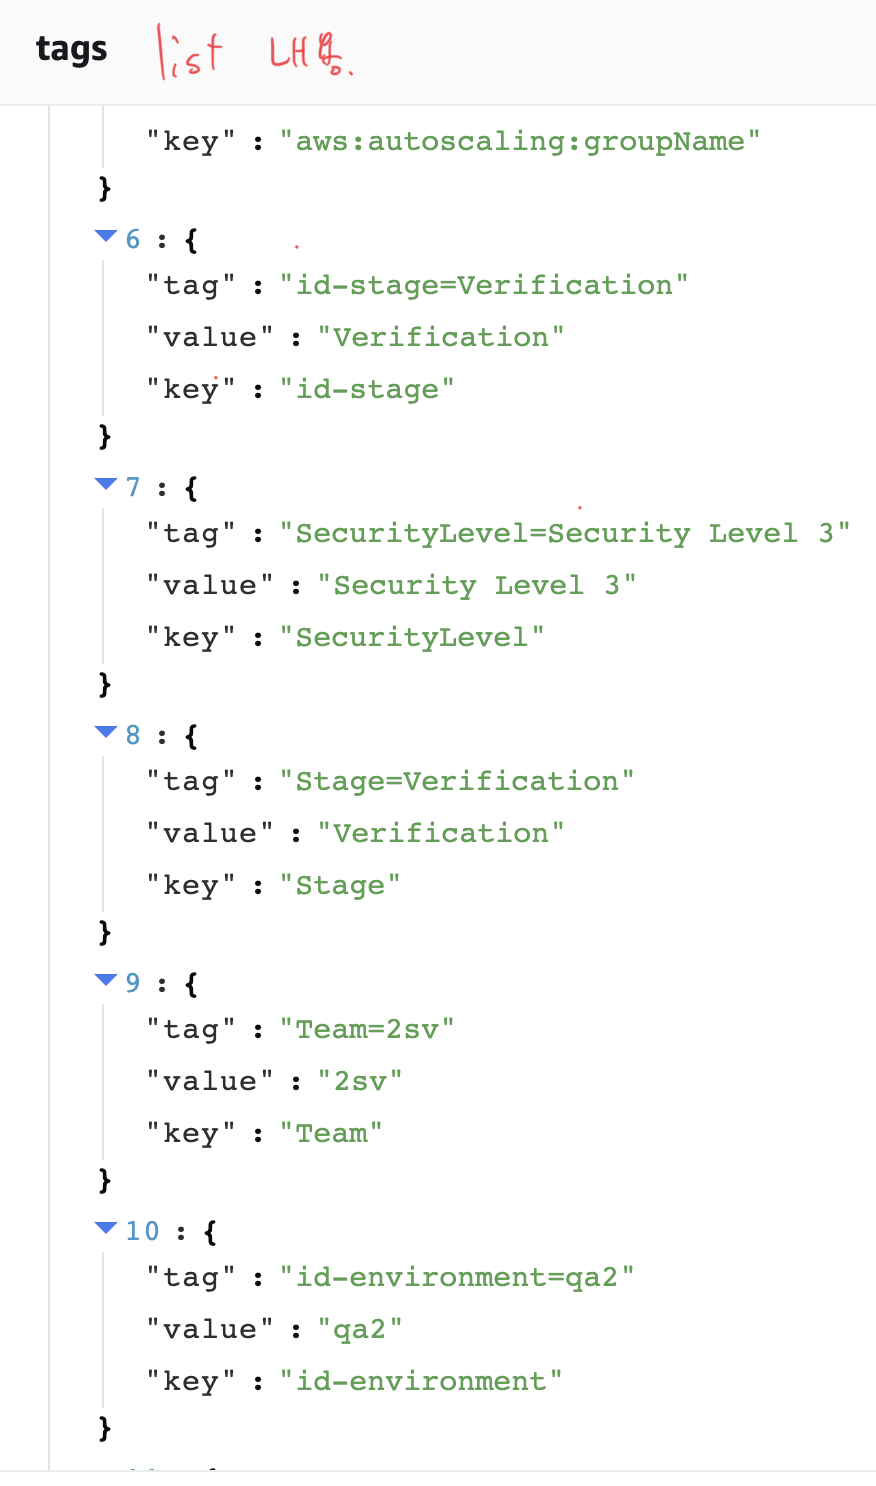 tags list 내용.
"key" : "aws:autoscaling:groupName"
}
6 : {
"tag" : "id-stage=Verification"
"value" : "Verification"
"key" : "id-stage"
}
7 : {
"tag" : "SecurityLevel=Security Level 3"
"value" : "Security Level 3"
"key" : "SecurityLevel"
}
8 : {
"tag" : "Stage=Verification"
"value" : "Verification"
"key" : "Stage"
}
9 : {
"tag" : "Team=2sv"
"value" : "2sv"
"key" : "Team"
}
10 : {
"tag" : "id-environment=qa2"
"value" : "qa2"
"key" : "id-environment"
}